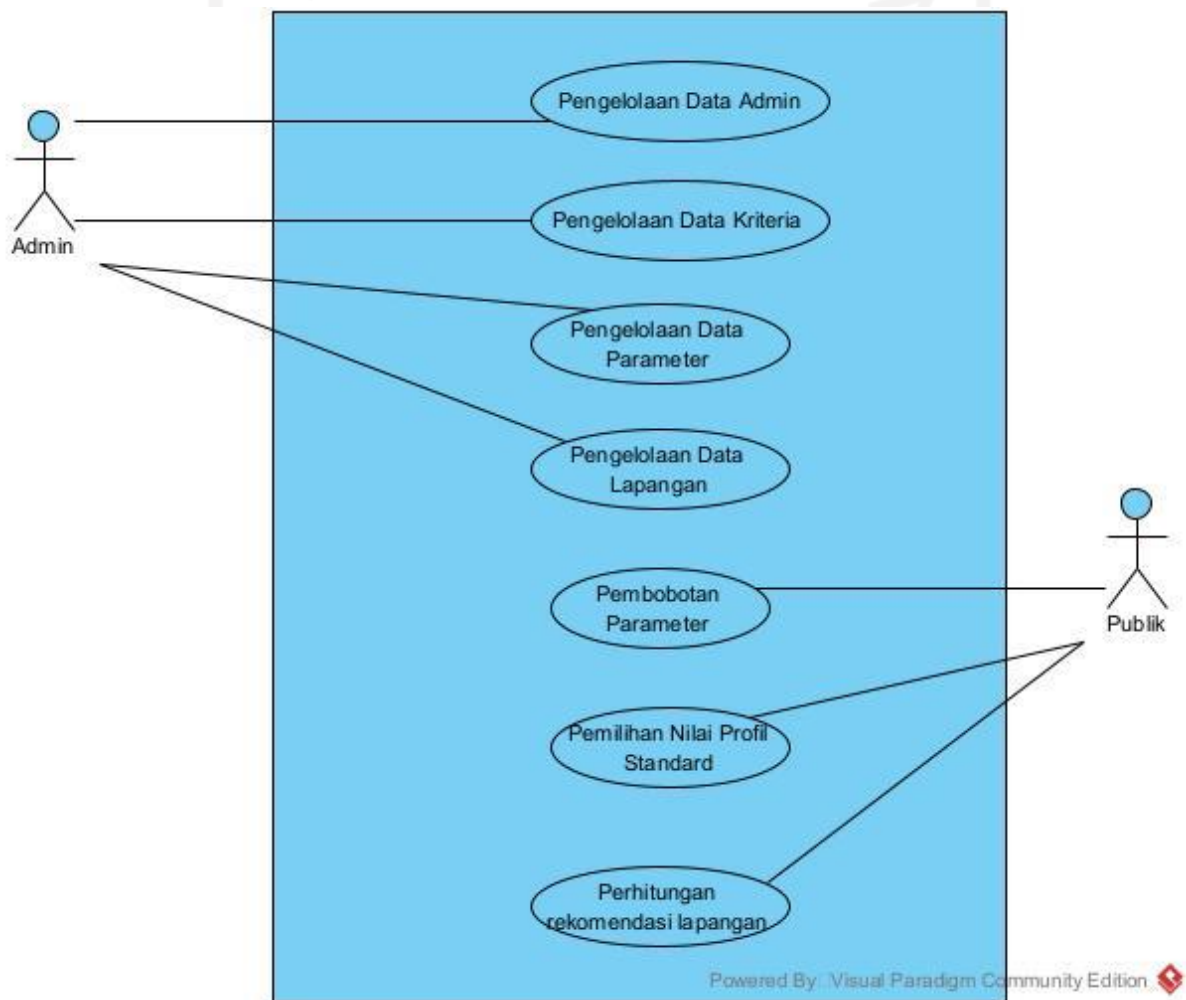 Pengelolaan Data Admin
Admin
Pengelolaan Data Kriteria
Pengelolaan Data
Parameter
Pengelolaan Data
Lapangan
Pembobotan
Parameter
Publik
Pemilihan Nilai Profil
Standard
Perhitungan
rekomendasi lapangan
Powered By: Visual Paradigm Community Edition